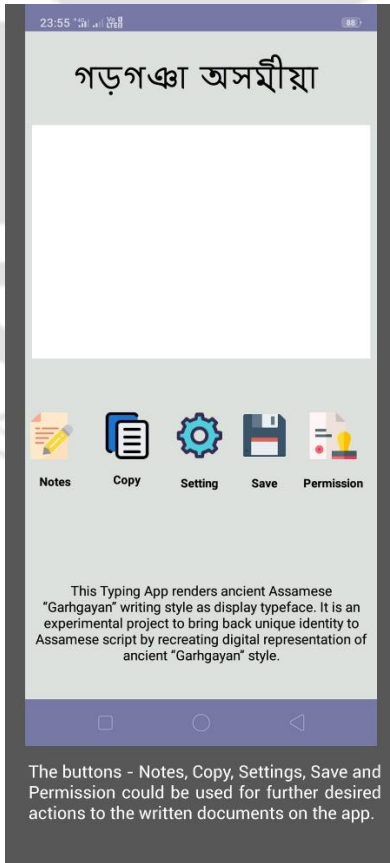 23:55
88
গড়গঞা অসমীয়া
Notes Copy Setting Save Permission
This Typing App renders ancient Assamese
"Garhgayan" writing style as display typeface. It is an
experimental project to bring back unique identity to
Assamese script by recreating digital representation of
ancient "Garhgayan" style.
The buttons - Notes, Copy, Settings, Save and
Permission could be used for further desired
actions to the written documents on the app.